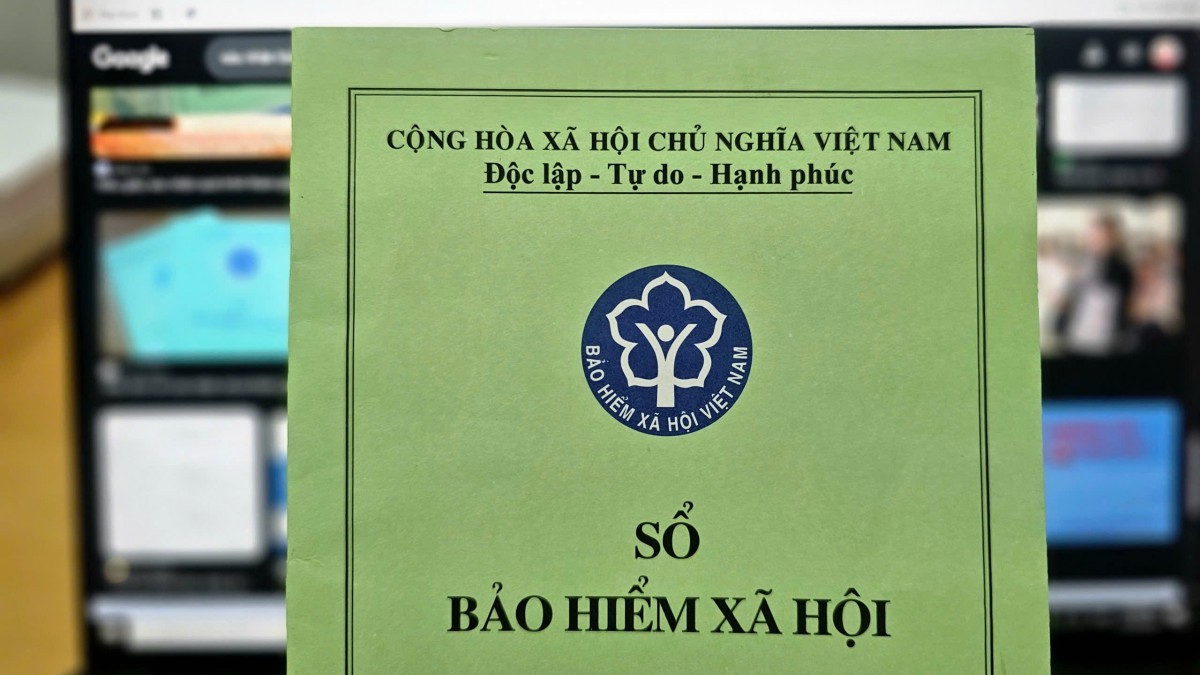 Google
CỘNG HÒA XÃ HỘI CHỦ NGHĨA VIỆT NAM
Độc lập - Tự do - Hạnh phúc
BẢO HIỂM XÃ HỘI VIỆT NAM
SỔ
BẢO HIỂM XÃ HỘI